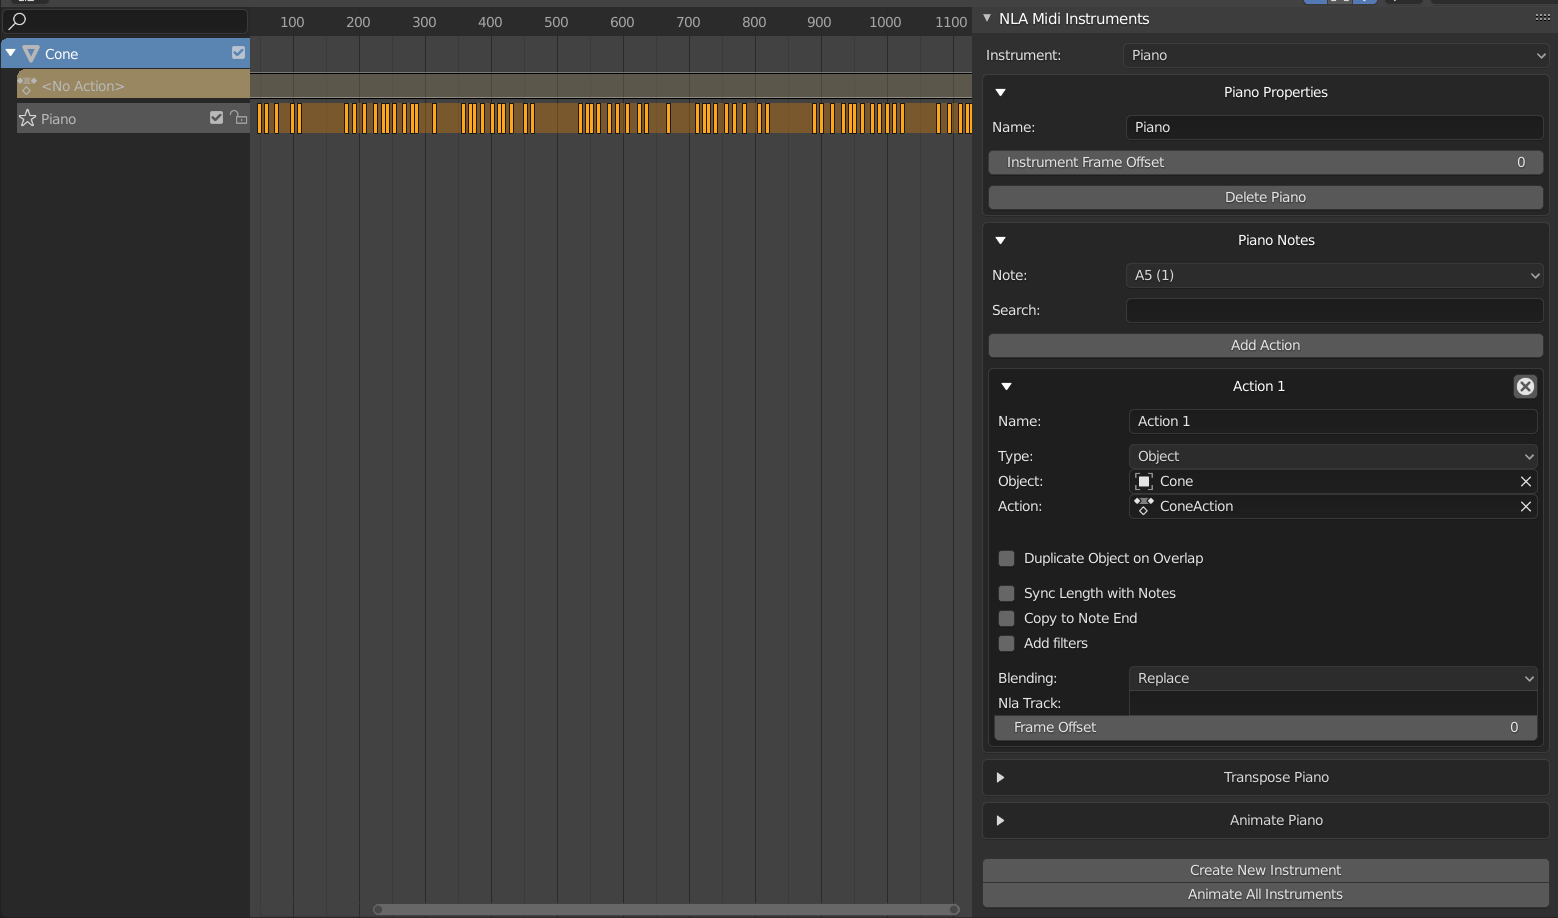 100 200 300 400 500 600 700 800 900 1000 1100
Cone
<No Action>
Piano
NLA Midi Instruments
Instrument: Piano
Piano Properties
Name: Piano
Instrument Frame Offset 0
Delete Piano
Piano Notes
Note: A5 (1)
Search:
Add Action
Action 1
Name: Action 1
Type: Object
Object: Cone
Action: ConeAction
Duplicate Object on Overlap
Sync Length with Notes
Copy to Note End
Add filters
Blending: Replace
Nla Track:
Frame Offset 0
Transpose Piano
Animate Piano
Create New Instrument
Animate All Instruments